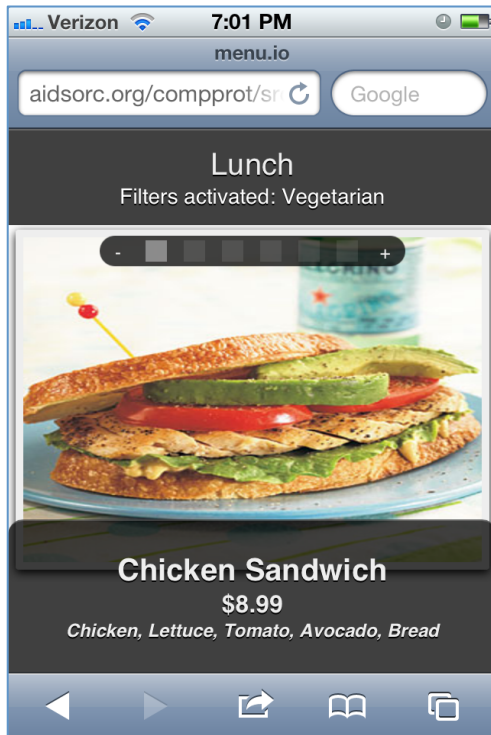 Verizon 7:01 PM
menu.io
aidsorc.org/compprot/sr
Google
Lunch
Filters activated: Vegetarian
- +
Chicken Sandwich
$8.99
Chicken, Lettuce, Tomato, Avocado, Bread